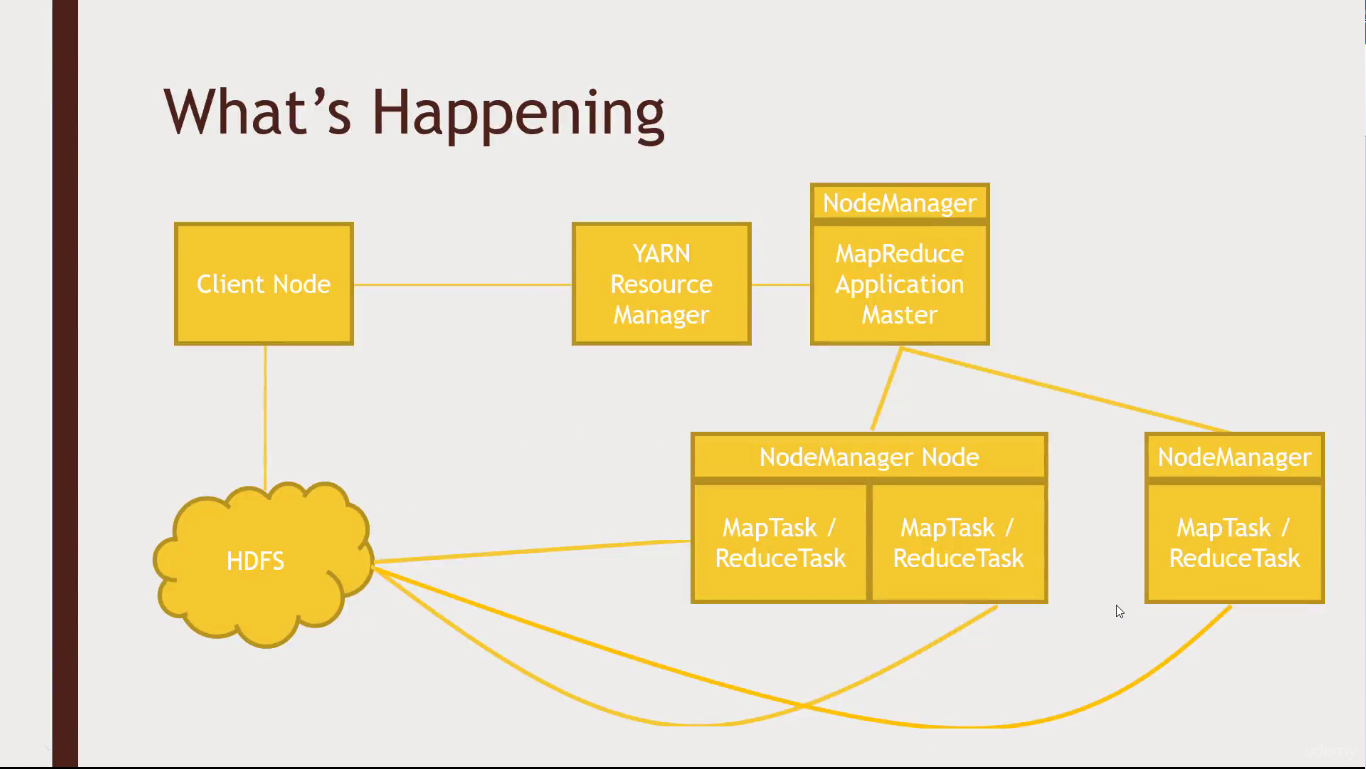 What's Happening
NodeManager
Client Node
YARN
Resource
Manager
MapReduce
Application
Master
NodeManager Node
NodeManager
MapTask /
ReduceTask
MapTask /
ReduceTask
MapTask /
ReduceTask
HDFS